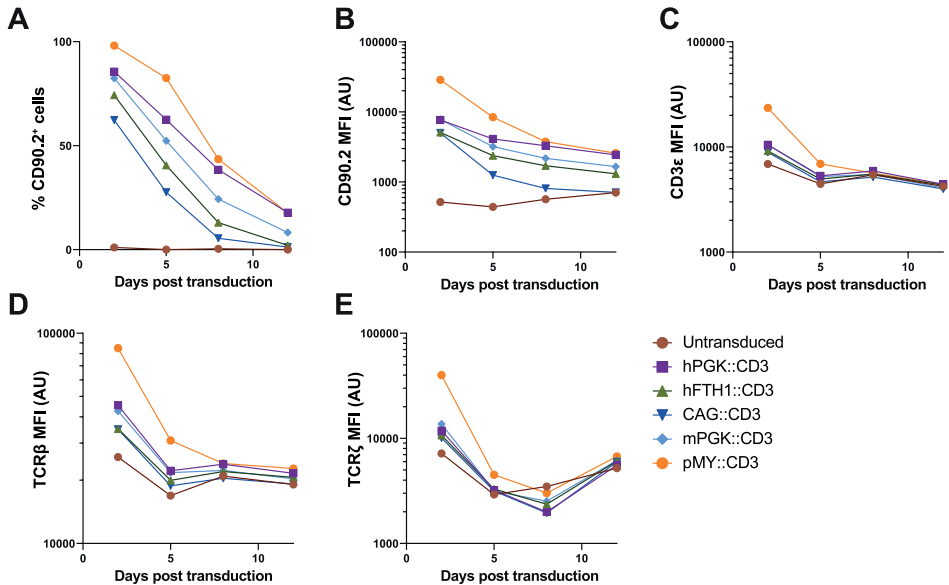 A
% CD90.2+ cells
100
50
0
0
5
10
Days post transduction
B
CD90.2 MFI (AU)
100000
10000
1000
100
0
5
10
Days post transduction
C
CD3ε MFI (AU)
10000
10000
1000
0
5
10
Days post transduction
D
TCRβ MFI (AU)
100000
10000
0
5
10
Days post transduction
E
TCRζ MFI (AU)
100000
10000
1000
0
5
10
Days post transduction
Untransduced
hPGK::CD3
hFTH1::CD3
CAG::CD3
mPGK::CD3
pMY::CD3